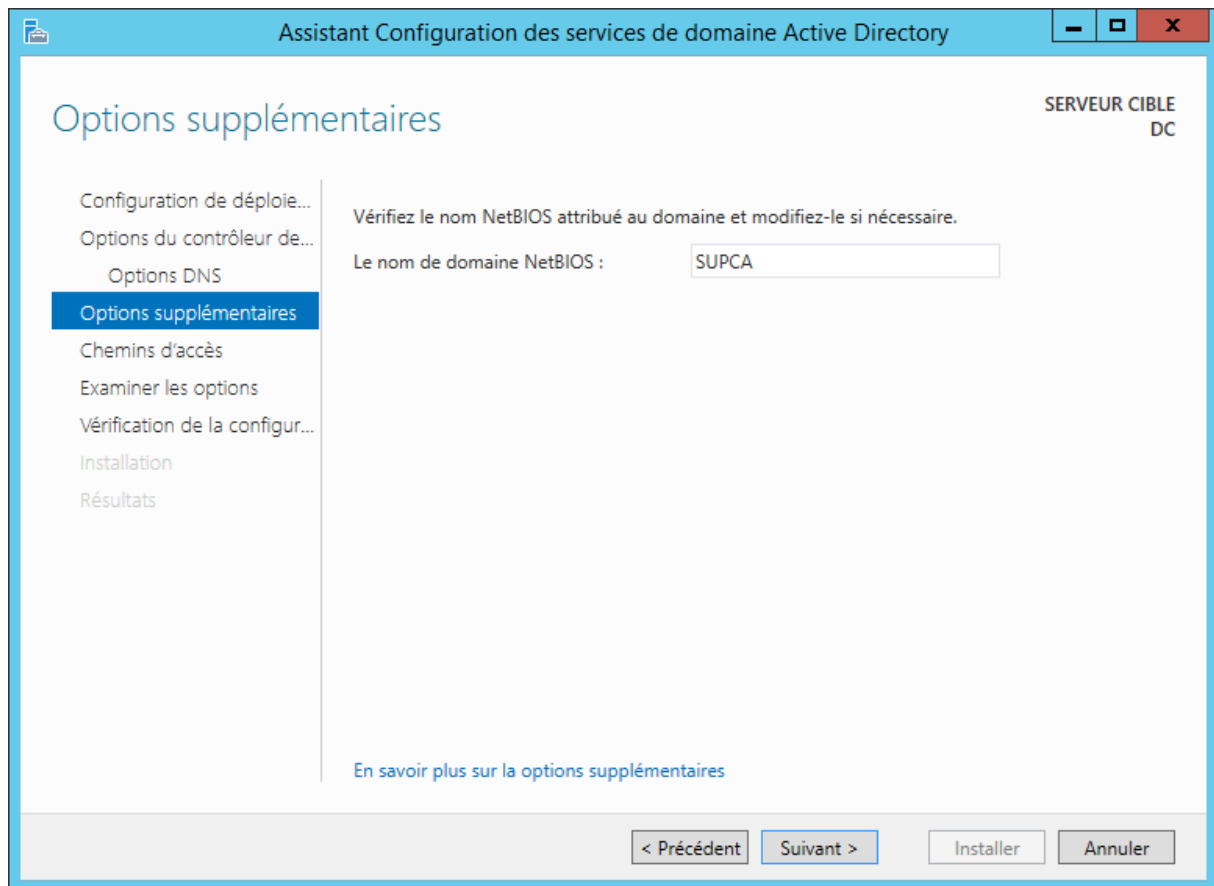 Assistant Configuration des services de domaine Active Directory
Options supplémentaires
SERVEUR CIBLE
DC
Configuration de déploie...
Options du contrôleur de...
Options DNS
Options supplémentaires
Chemins d'accès
Examiner les options
Vérification de la configur...
Installation
Résultats
Vérifiez le nom NetBIOS attribué au domaine et modifiez-le si nécessaire.
Le nom de domaine NetBIOS : SUPCA
En savoir plus sur la options supplémentaires
< Précédent Suivant > Installer Annuler